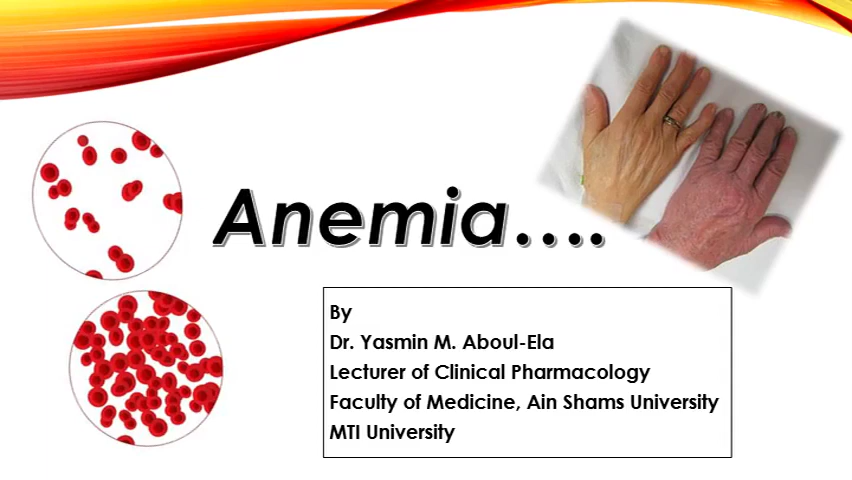 Anemia....
By
Dr. Yasmin M. Aboul-Ela
Lecturer of Clinical Pharmacology
Faculty of Medicine, Ain Shams University
MTI University